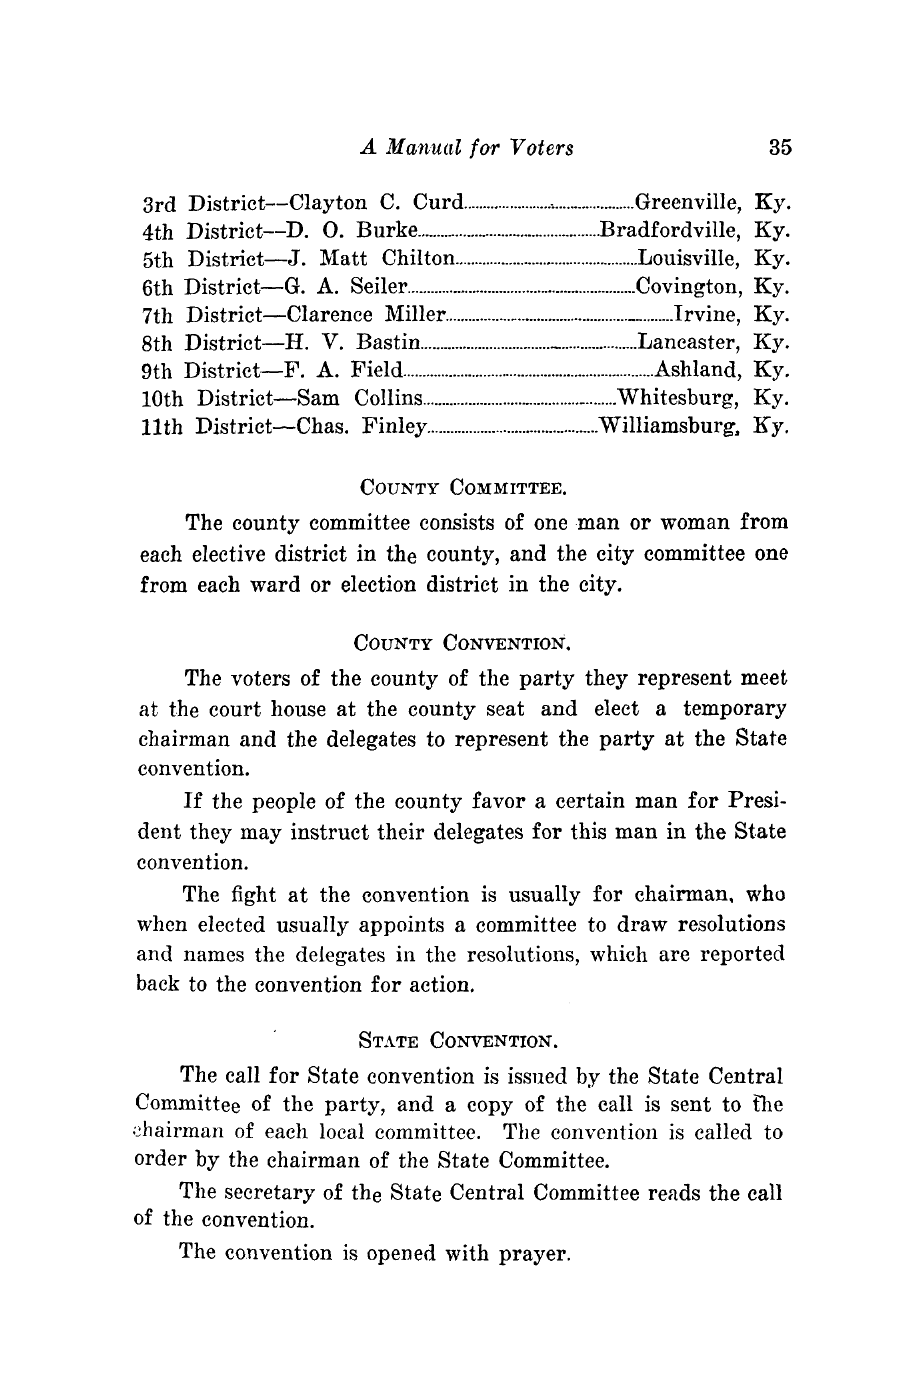 A Manual for Voters 35
3rd District—Clayton C. Curd..........Greenville, Ky.
4th District—D. O. Burke..........Bradfordville, Ky.
5th District—J. Matt Chilton..........Louisville, Ky.
6th District—G. A. Seiler..........Covington, Ky.
7th District—Clarence Miller..........Irvine, Ky.
8th District—H. V. Bastin..........Lancaster, Ky.
9th District—F. A. Field..........Ashland, Ky.
10th District—Sam Collins..........Whitesburg, Ky.
11th District—Chas. Finley..........Williamsburg, Ky.
COUNTY COMMITTEE.
The county committee consists of one man or woman from
each elective district in the county, and the city committee one
from each ward or election district in the city.
COUNTY CONVENTION.
The voters of the county of the party they represent meet
at the court house at the county seat and elect a temporary
chairman and the delegates to represent the party at the State
convention.
If the people of the county favor a certain man for Presi-
dent they may instruct their delegates for this man in the State
convention.
The fight at the convention is usually for chairman, who
when elected usually appoints a committee to draw resolutions
and names the delegates in the resolutions, which are reported
back to the convention for action.
STATE CONVENTION.
The call for State convention is issued by the State Central
Committee of the party, and a copy of the call is sent to the
chairman of each local committee. The convention is called to
order by the chairman of the State Committee.
The secretary of the State Central Committee reads the call
of the convention.
The convention is opened with prayer.